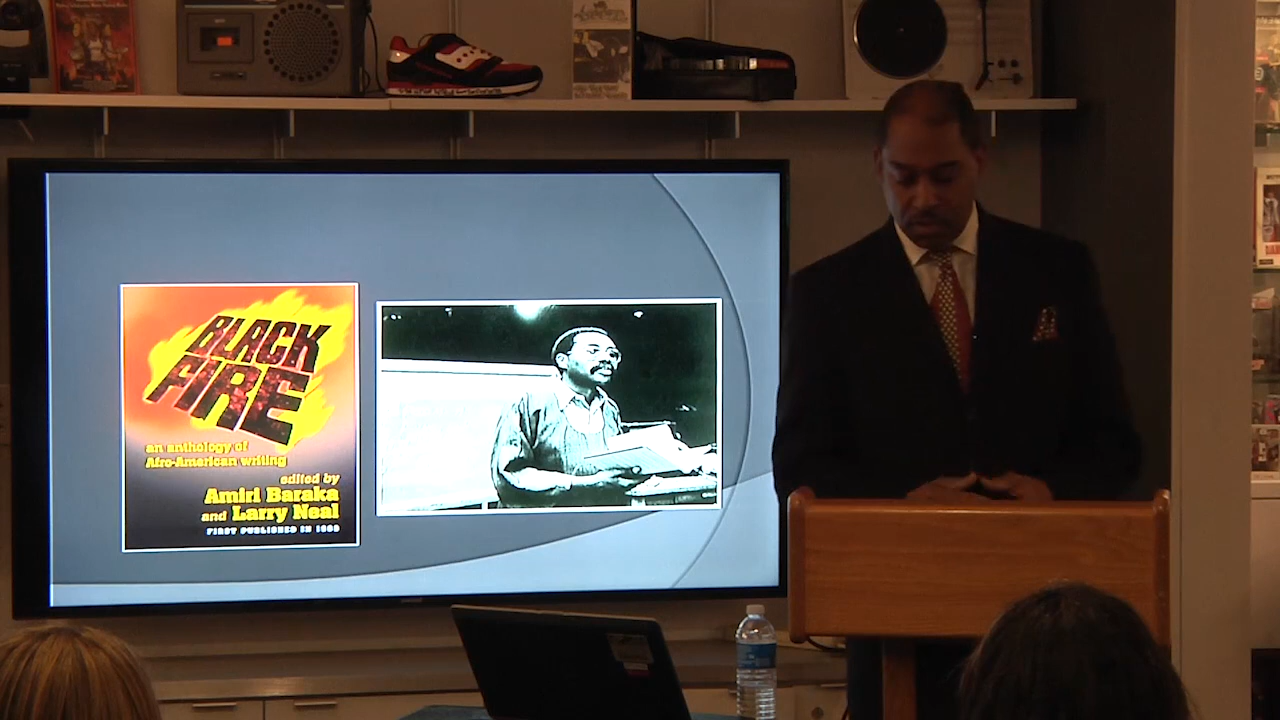 BLACK
FIRE
an anthology of
Afro-American writing
edited by
Amiri Baraka
and Larry Neal
FIRST PUBLISHED IN 1968